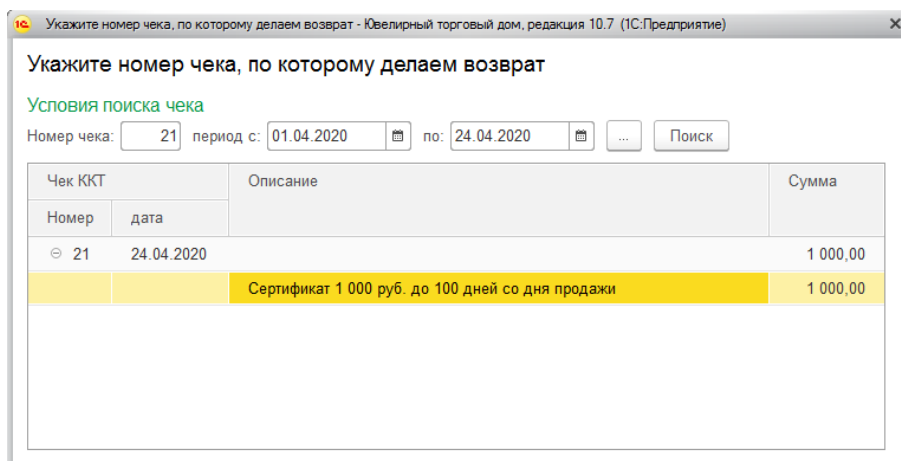 1С Укажите номер чека, по которому делаем возврат - Ювелирный торговый дом, редакция 10.7 (1С:Предприятие)
Укажите номер чека, по которому делаем возврат
Условия поиска чека
Номер чека: 21 период с: 01.04.2020 по: 24.04.2020 ... Поиск
Чек ККТ Описание Сумма
Номер дата
21 24.04.2020 1 000,00
Сертификат 1 000 руб. до 100 дней со дня продажи 1 000,00